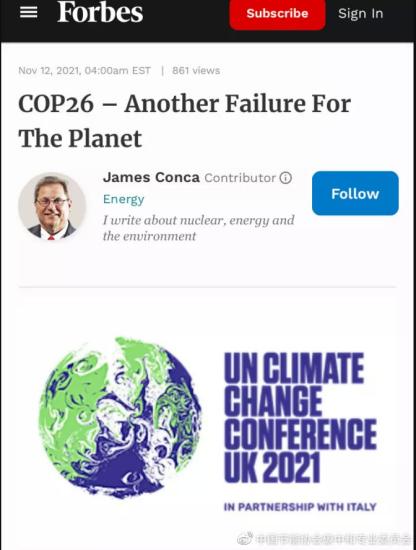 Forbes
Subscribe
Sign In
Nov 12, 2021, 04:00am EST | 861 views
COP26 – Another Failure For
The Planet
James Conca Contributor
Energy
I write about nuclear, energy and
the environment
Follow
UN CLIMATE
CHANGE
CONFERENCE
UK 2021
IN PARTNERSHIP WITH ITALY